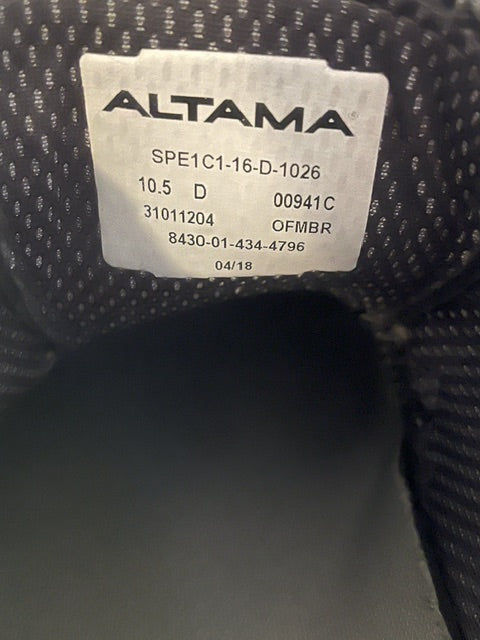 ALTAMA
SPE1C1-16-D-1026
10.5 D 00941C
31011204 OFMBR
8430-01-434-4796
04/18